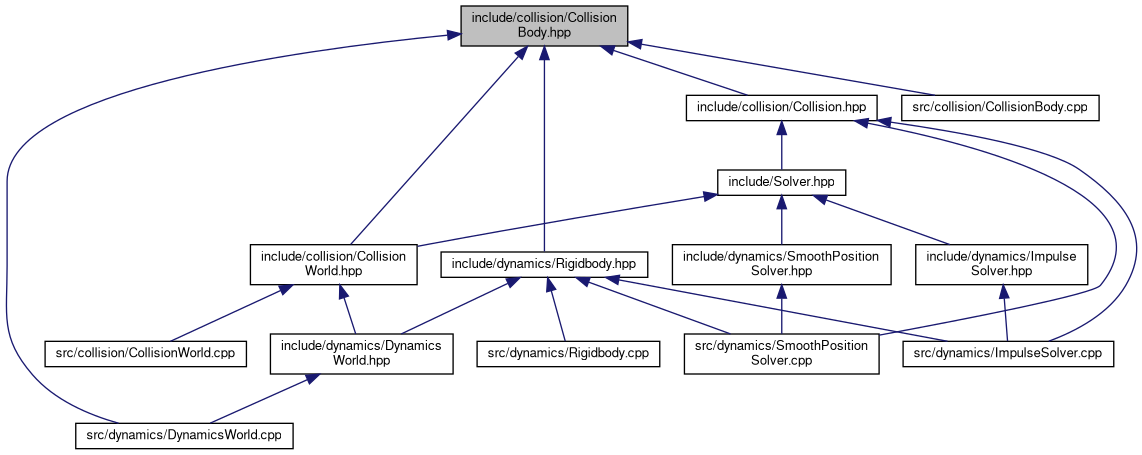 include/collision/Collision
Body.hpp
include/collision/Collision.hpp
src/collision/CollisionBody.cpp
include/Solver.hpp
include/collision/Collision
World.hpp
include/dynamics/Rigidbody.hpp
include/dynamics/SmoothPosition
Solver.hpp
include/dynamics/Impulse
Solver.hpp
src/collision/CollisionWorld.cpp
include/dynamics/Dynamics
World.hpp
src/dynamics/Rigidbody.cpp
src/dynamics/SmoothPosition
Solver.cpp
src/dynamics/ImpulseSolver.cpp
src/dynamics/DynamicsWorld.cpp